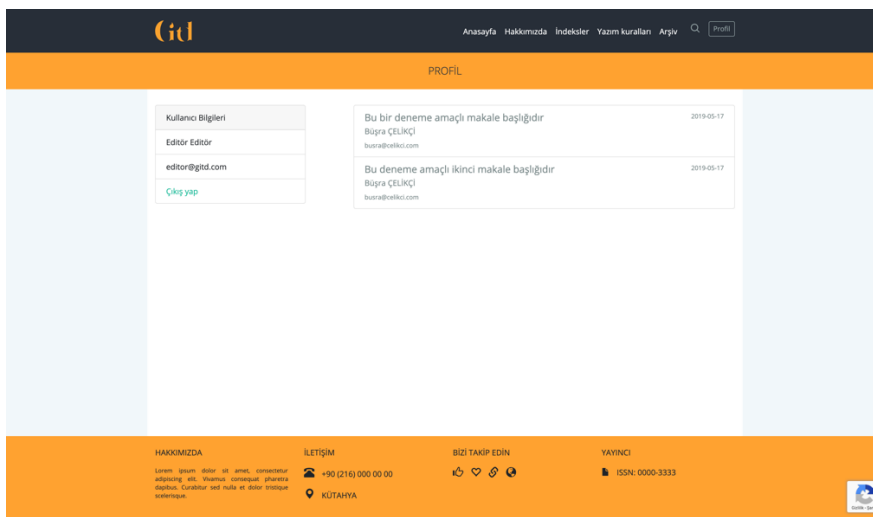 Gitd
Anasayfa Hakkımızda İndeksler Yazım kuralları Arşiv Profil
PROFİL
Kullanıcı Bilgileri
Editör Editör
editor@gitd.com
Çıkış yap
Bu bir deneme amaçlı makale başlığıdır 2019-05-17
Büşra ÇELİKÇİ
busra@celikci.com
Bu deneme amaçlı ikinci makale başlığıdır 2019-05-17
Büşra ÇELİKÇİ
busra@celikci.com
HAKKIMIZDA
Lorem ipsum dolor sit amet, consectetur
adipiscing elit. Vivamus consequat pharetra
dapibus. Curabitur sed nulla et dolor tristique
scelerisque.
İLETİŞİM
+90 (216) 000 00 00
KÜTAHYA
BİZİ TAKİP EDİN
YAYINCI
ISSN: 0000-3333